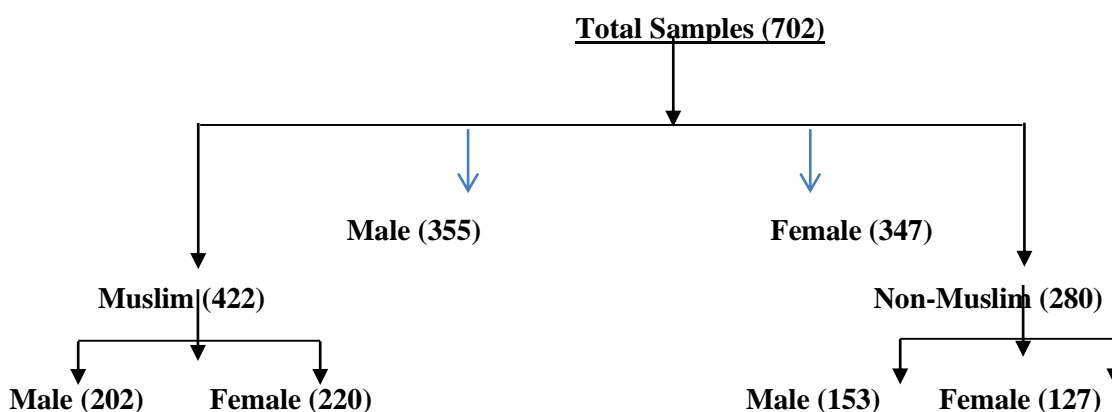 Total Samples (702)
Male (355) Female (347)
Muslim (422) Non-Muslim (280)
Male (202) Female (220) Male (153) Female (127)